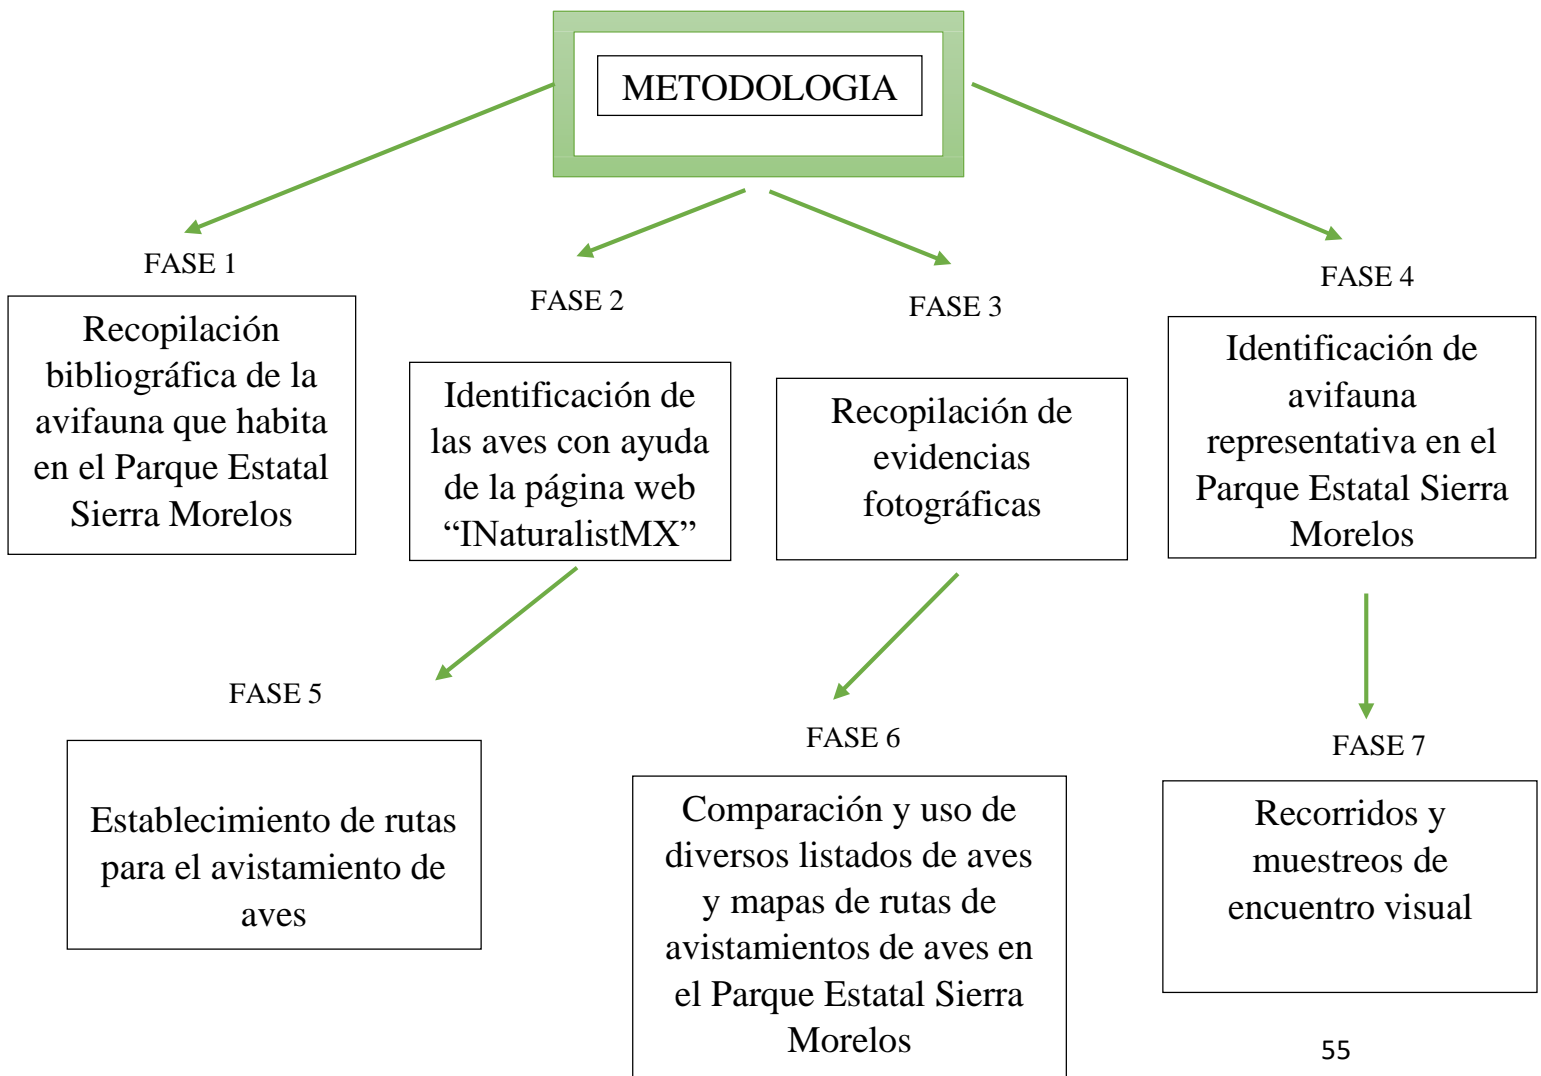 METODOLOGIA
FASE 1
Recopilación
bibliográfica de la
avifauna que habita
en el Parque Estatal
Sierra Morelos
FASE 2
Identificación de
las aves con ayuda
de la página web
“INaturalistMX”
FASE 3
Recopilación de
evidencias
fotográficas
FASE 4
Identificación de
avifauna
representativa en el
Parque Estatal Sierra
Morelos
FASE 5
Establecimiento de rutas
para el avistamiento de
aves
FASE 6
Comparación y uso de
diversos listados de aves
y mapas de rutas de
avistamientos de aves en
el Parque Estatal Sierra
Morelos
FASE 7
Recorridos y
muestreos de
encuentro visual
55